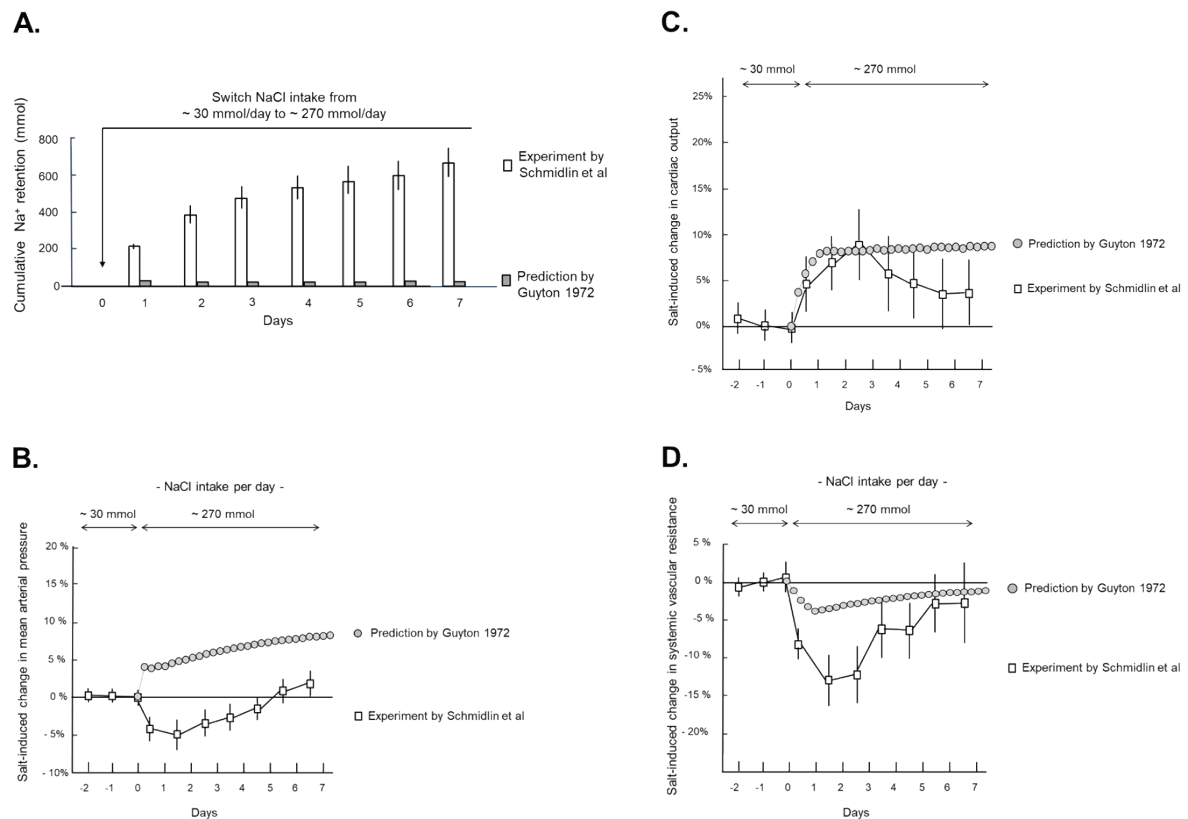 A.
Switch NaCl intake from
~ 30 mmol/day to ~ 270 mmol/day
Cumulative Na+ retention (mmol)
800
600
400
200
0
0 1 2 3 4 5 6 7
Days
Experiment by
Schmidlin et al
Prediction by
Guyton 1972
C.
~ 30 mmol
~ 270 mmol
Salt-induced change in cardiac output
25%
20%
15%
10%
5%
0%
- 5%
-2 -1 0 1 2 3 4 5 6 7
Days
Prediction by Guyton 1972
Experiment by Schmidlin et al
B.
- NaCl intake per day -
~ 30 mmol
~ 270 mmol
Salt-induced change in mean arterial pressure
20 %
15 %
10 %
5 %
0 %
- 5%
- 10%
-2 -1 0 1 2 3 4 5 6 7
Days
Prediction by Guyton 1972
Experiment by Schmidlin et al
D.
- NaCl intake per day -
~ 30 mmol
~ 270 mmol
Salt-induced change in systemic vascular resistance
5 %
0 %
-5 %
-10%
-15%
- 20%
-2 -1 0 1 2 3 4 5 6 7
Days
Prediction by Guyton 1972
Experiment by Schmidlin et al